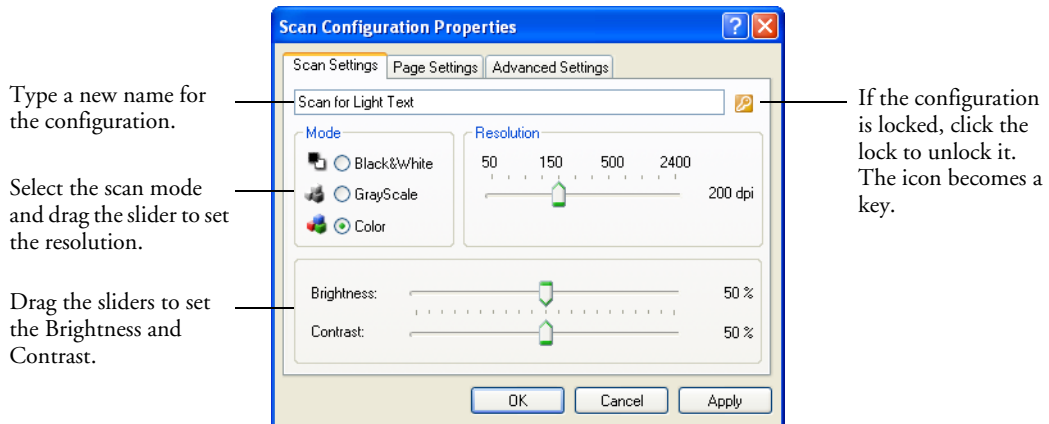 Scan Configuration Properties
Scan Settings
Page Settings
Advanced Settings
Type a new name for
the configuration.
Scan for Light Text
If the configuration
is locked, click the
lock to unlock it.
The icon becomes a
key.
Select the scan mode
and drag the slider to set
the resolution.
Mode
Black&White
GrayScale
Color
Resolution
50 150 500 2400
200 dpi
Drag the sliders to set
the Brightness and
Contrast.
Brightness: 50 %
Contrast: 50 %
OK
Cancel
Apply